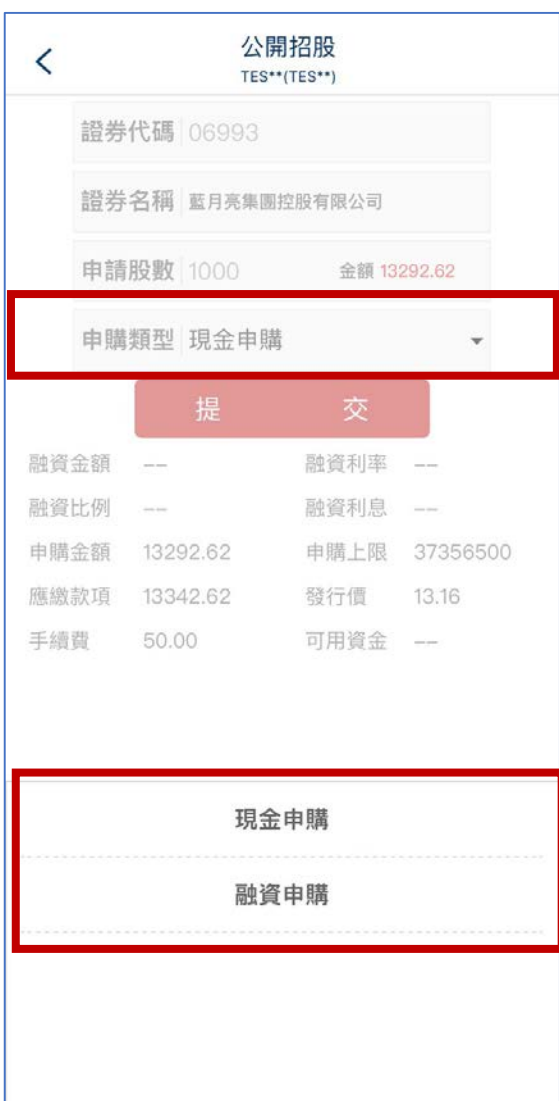 公開招股
TES**(TES**)
證券代碼 06993
證券名稱 藍月亮集團控股有限公司
申請股數 1000 金額 13292.62
申購類型 現金申購
提 交
融資金額 -- 融資利率 --
融資比例 -- 融資利息 --
申購金額 13292.62 申購上限 37356500
應繳款項 13342.62 發行價 13.16
手續費 50.00 可用資金 --
現金申購
融資申購